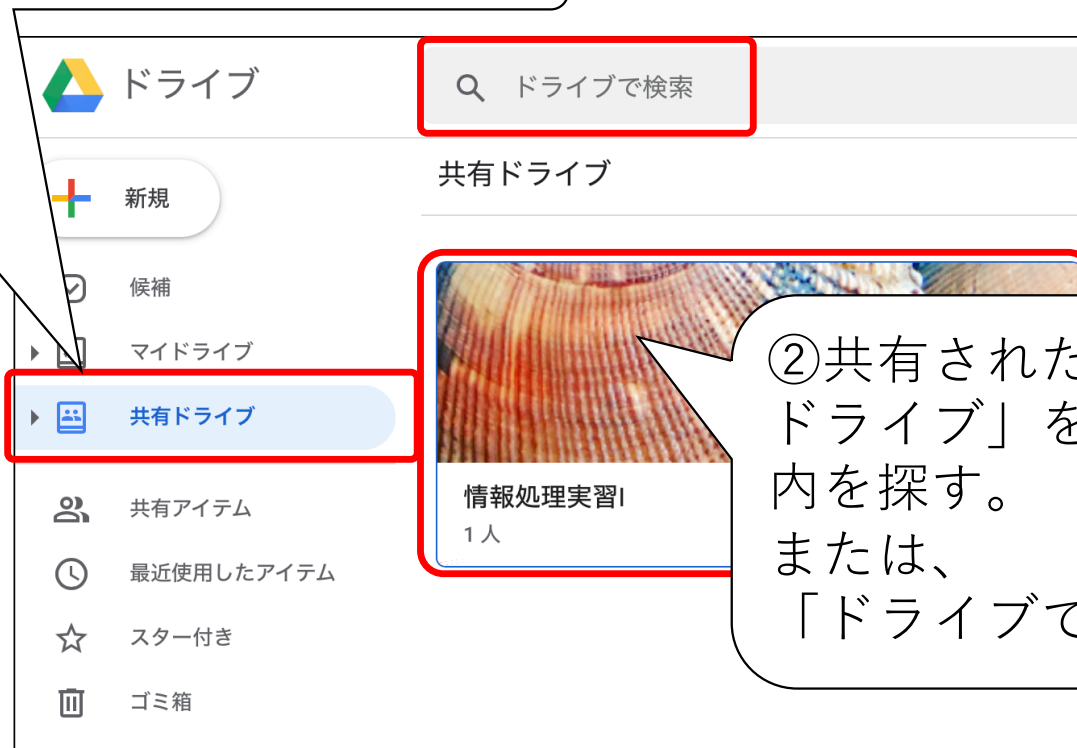 ドライブ
ドライブで検索
新規
共有ドライブ
候補
マイドライブ
共有ドライブ
共有アイテム
最近使用したアイテム
スター付き
ゴミ箱
情報処理実習I
1 人
②共有された
ドライブ」を
内を探す。
または、
「ドライブで